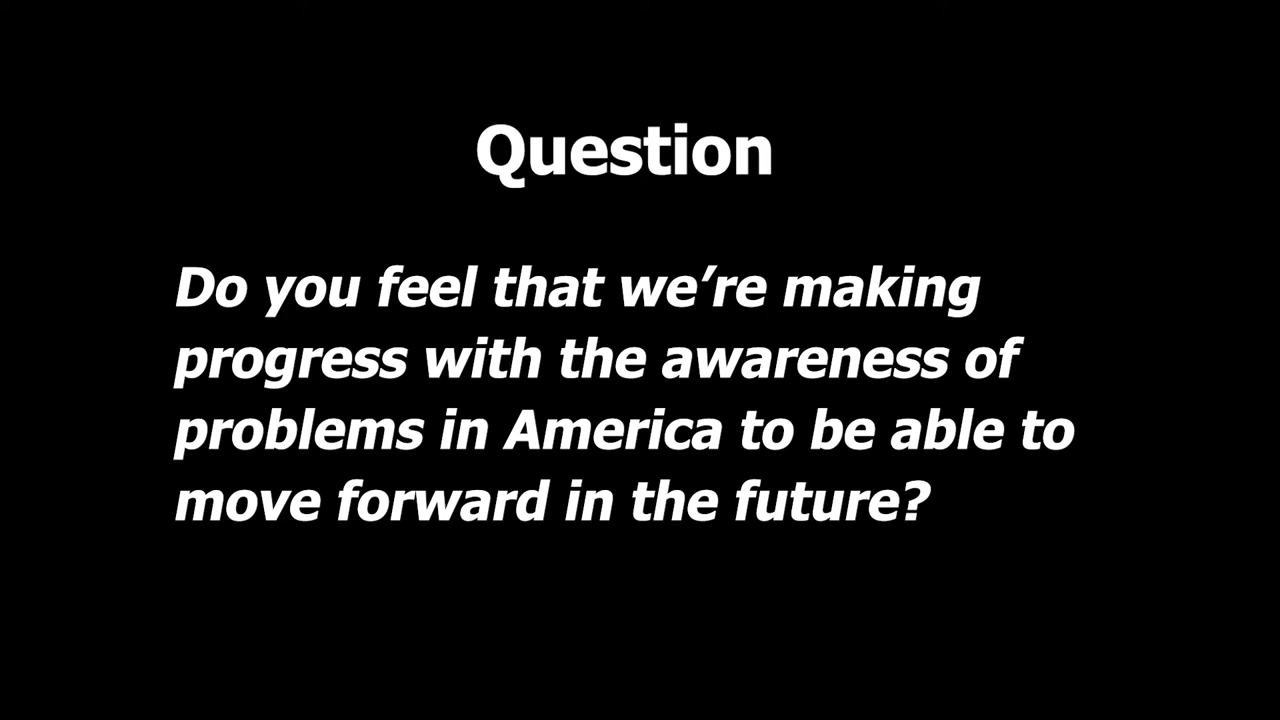 Question
Do you feel that we’re making
progress with the awareness of
problems in America to be able to
move forward in the future?